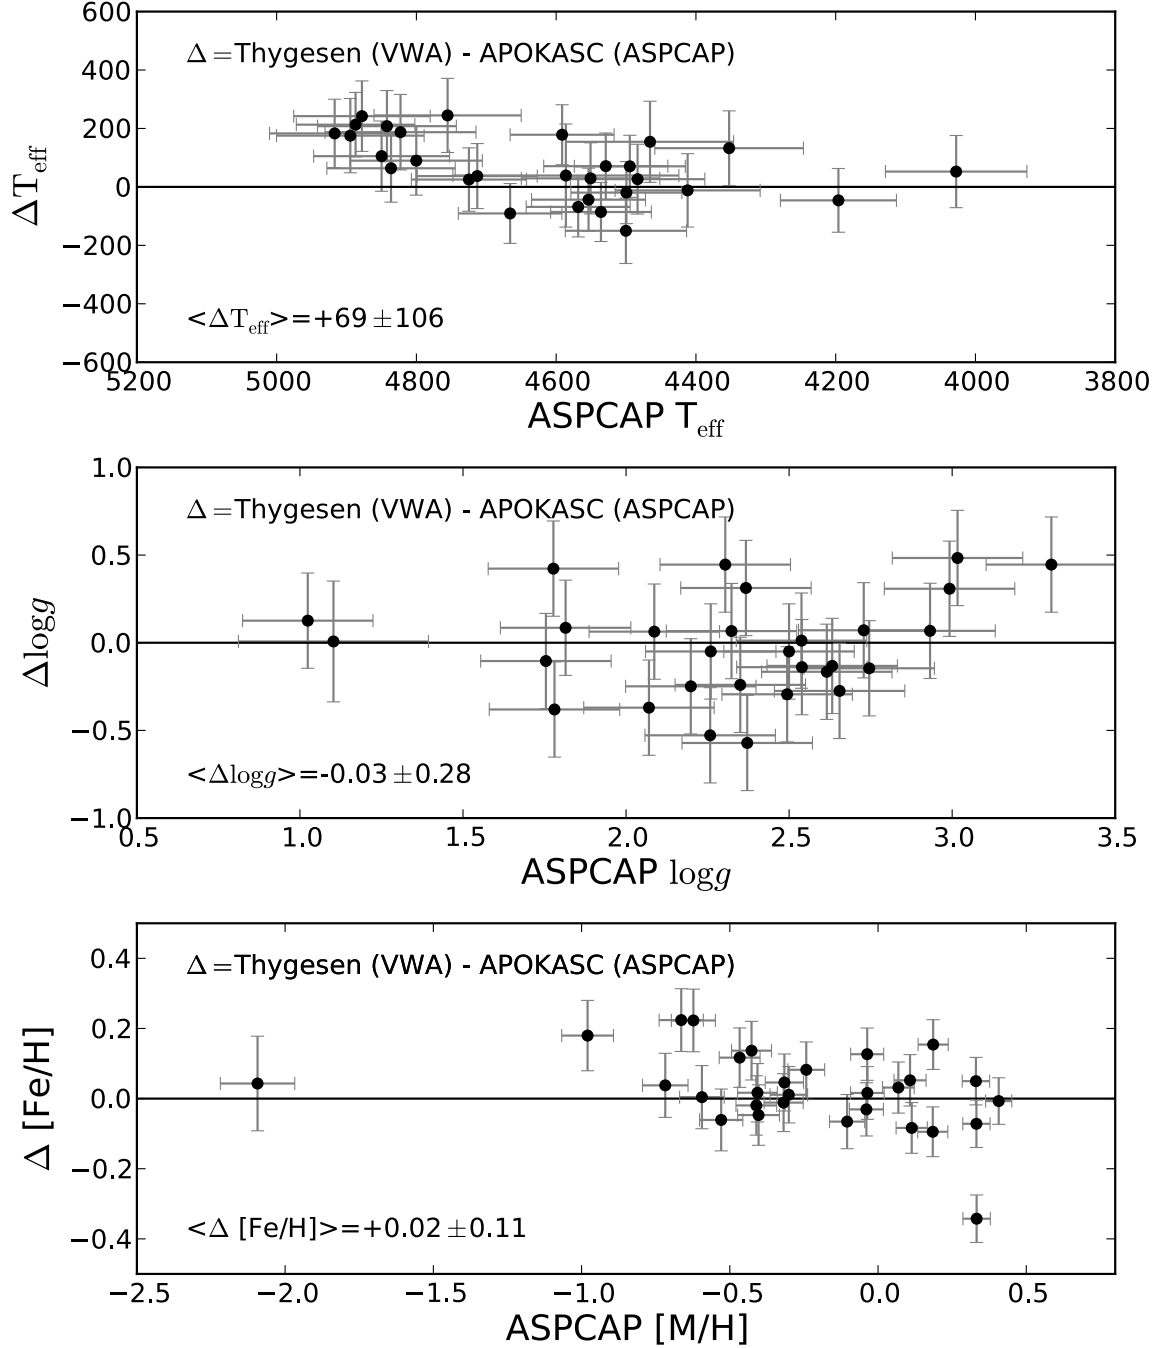 600
400
200
0
−200
−400
−600
ΔT_eff
Δ =Thygesen (VWA) - APOKASC (ASPCAP)
<ΔT_eff>=+69 ±106
5200 5000 4800 4600 4400 4200 4000 3800
ASPCAP T_eff
1.0
0.5
0.0
−0.5
−1.0
Δlogg
Δ =Thygesen (VWA) - APOKASC (ASPCAP)
<Δlogg>=-0.03 ±0.28
0.5 1.0 1.5 2.0 2.5 3.0 3.5
ASPCAP logg
0.4
0.2
0.0
−0.2
−0.4
Δ [Fe/H]
Δ =Thygesen (VWA) - APOKASC (ASPCAP)
<Δ [Fe/H]>=+0.02 ±0.11
−2.5 −2.0 −1.5 −1.0 −0.5 0.0 0.5
ASPCAP [M/H]